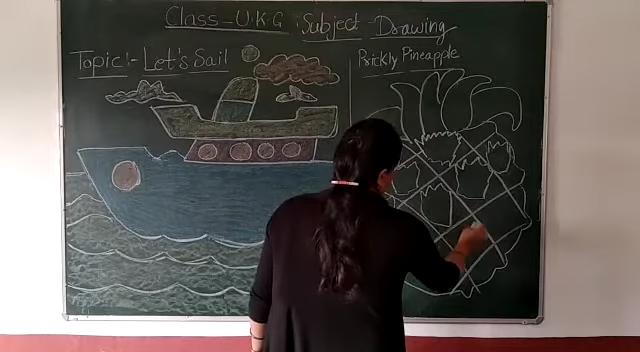 Class - U.K.G Subject - Drawing
Topic:- Let's Sail
Prickly Pineapple